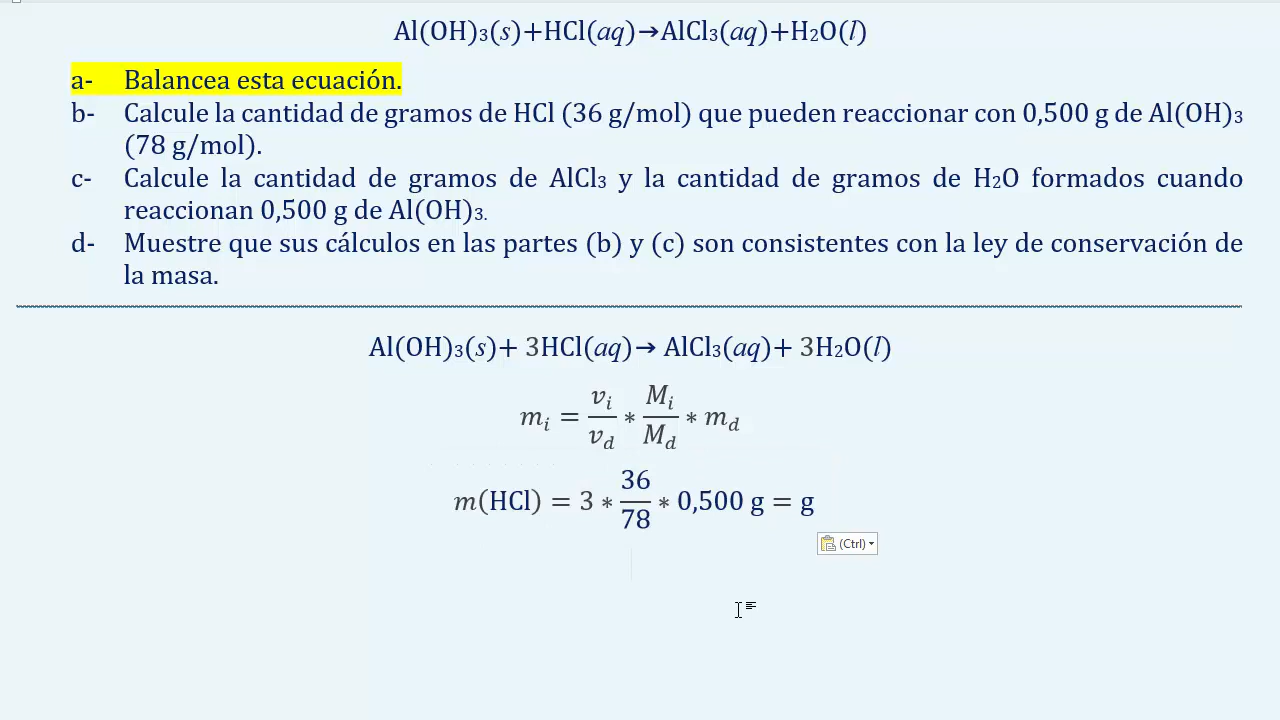 Al(OH)₃(s)+HCl(aq)→AlCl₃(aq)+H₂O(l)
a- Balancea esta ecuación.
b- Calcule la cantidad de gramos de HCl (36 g/mol) que pueden reaccionar con 0,500 g de Al(OH)₃
(78 g/mol).
c- Calcule la cantidad de gramos de AlCl₃ y la cantidad de gramos de H₂O formados cuando
reaccionan 0,500 g de Al(OH)₃.
d- Muestre que sus cálculos en las partes (b) y (c) son consistentes con la ley de conservación de
la masa.
Al(OH)₃(s)+ 3HCl(aq)→ AlCl₃(aq)+ 3H₂O(l)
m_i = v_i/v_d * M_i/M_d * m_d
m(HCl) = 3 * 36/78 * 0,500 g = g
(Ctrl)